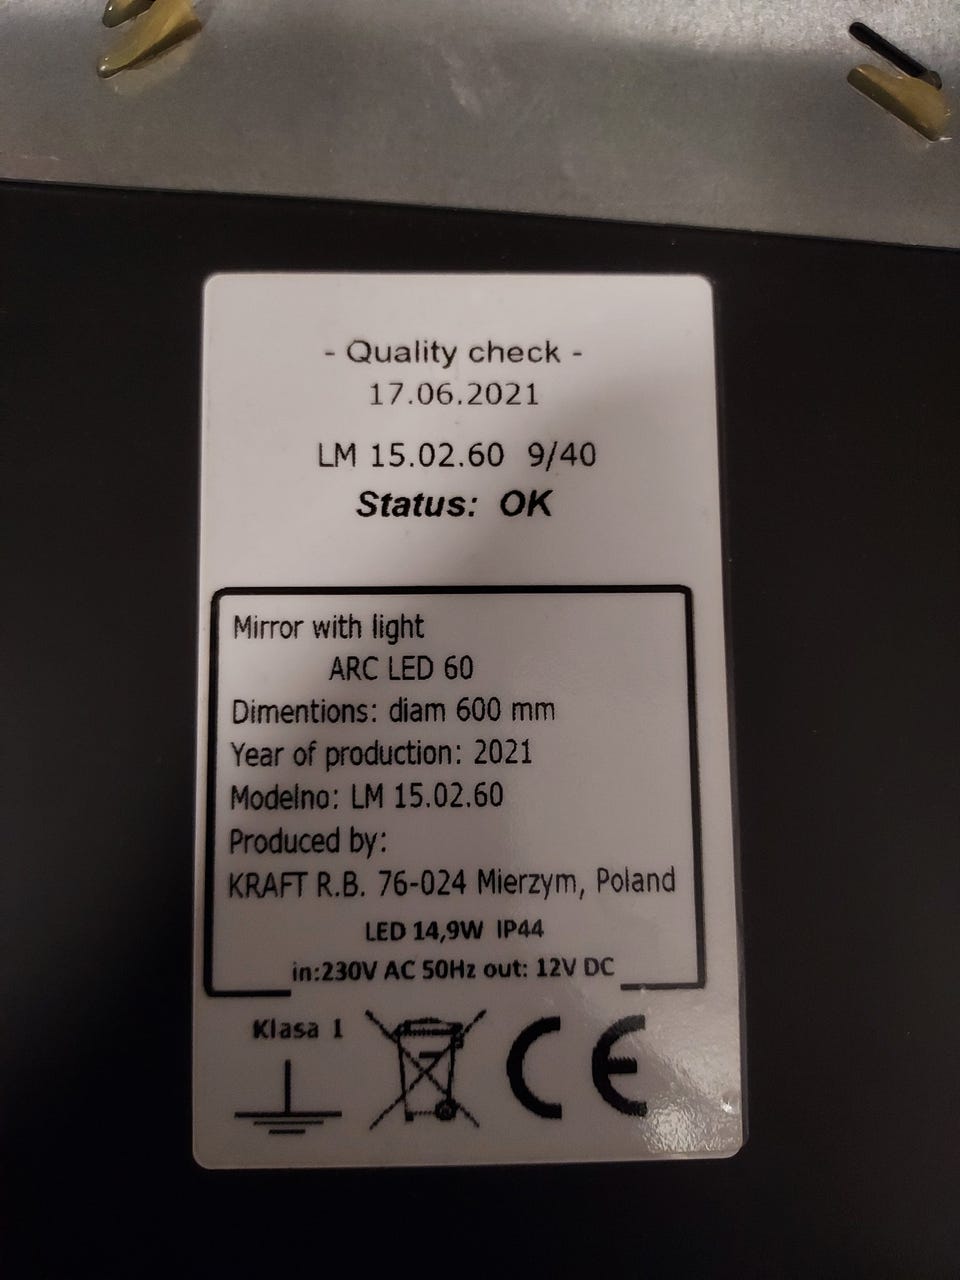 - Quality check -
17.06.2021
LM 15.02.60 9/40
Status: OK
Mirror with light
ARC LED 60
Dimentions: diam 600 mm
Year of production: 2021
Modelno: LM 15.02.60
Produced by:
KRAFT R.B. 76-024 Mierzym, Poland
LED 14,9W IP44
in:230V AC 50Hz out: 12V DC
Klasa 1
CE